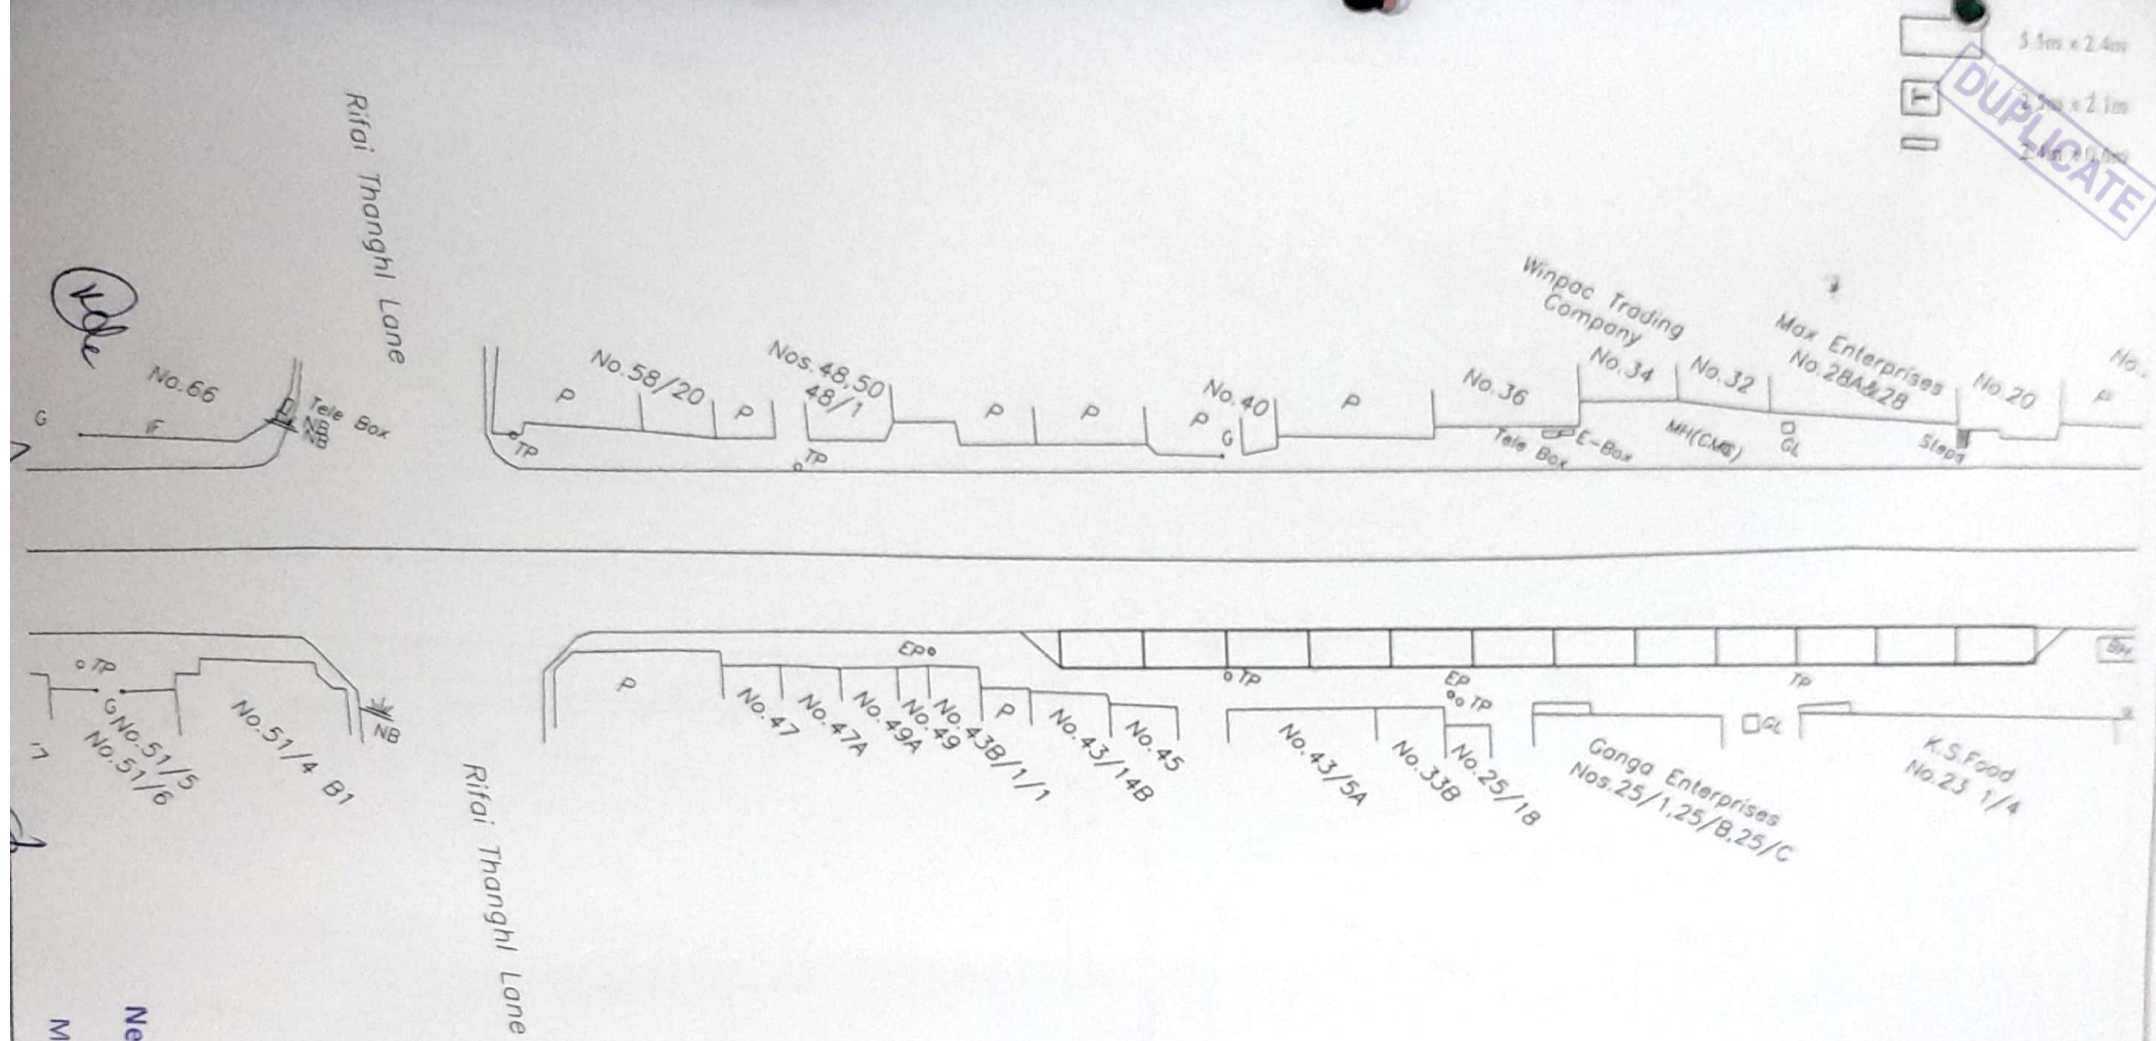 5.5m x 2.4m
T
DUPLICATE
Rifai Thanghl Lane
Winpac Trading
Company
Max Enterprises
No.28A&28
No.66
No.58/20
Nos.48,50
48/1
No.40
No.36
No.34
No.32
No.20
No.
G
P
P
P
P
P
G
P
Tele Box
NB
NB
TP
TP
Tele Box
E-Box
MH(CMC)
GL
Steps
TP
EP
TP
EP
TP
TP
G
No.51/5
No.51/6
No.51/4 B1
NB
P
No.47
No.47A
No.49A
No.49
No.43B/1/1
P
No.43/14B
No.45
No.43/5A
No.33B
No.25/18
Ganga Enterprises
Nos.25/1,25/B,25/C
GL
K.S.Food
No.23 1/4
Rifai Thanghl Lane
Ne
M